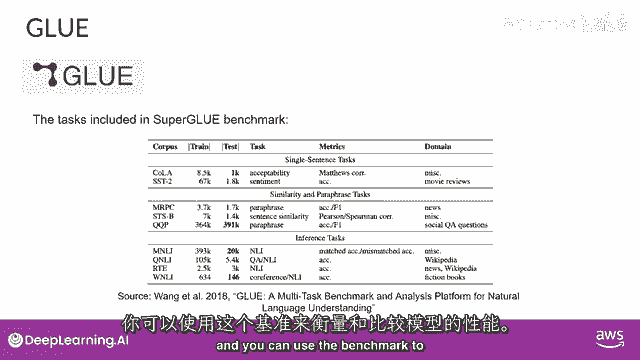 GLUE
GLUE
The tasks included in SuperGLUE benchmark:
Corpus |Train| |Test| Task Metrics Domain
Single-Sentence Tasks
CoLA 8.5k 1k acceptability Matthews corr. misc.
SST-2 67k 1.8k sentiment acc. movie reviews
Similarity and Paraphrase Tasks
MRPC 3.7k 1.7k paraphrase acc./F1 news
STS-B 7k 1.4k sentence similarity Pearson/Spearman corr. misc.
QQP 364k 391k paraphrase acc./F1 social QA questions
Inference Tasks
MNLI 393k 20k NLI matched acc./mismatched acc. misc.
QNLI 105k 5.4k QA/NLI acc. Wikipedia
RTE 2.5k 3k NLI acc. news, Wikipedia
WNLI 634 146 coreference/NLI acc. fiction books
Source: Wang et al. 2018, "GLUE: A Multi-Task Benchmark and Analysis Platform for Natural
Language Understanding"
你可以使用这个基准来衡量和比较模型的性能。
and you can use the benchmark to
DeepLearning.AI
aws